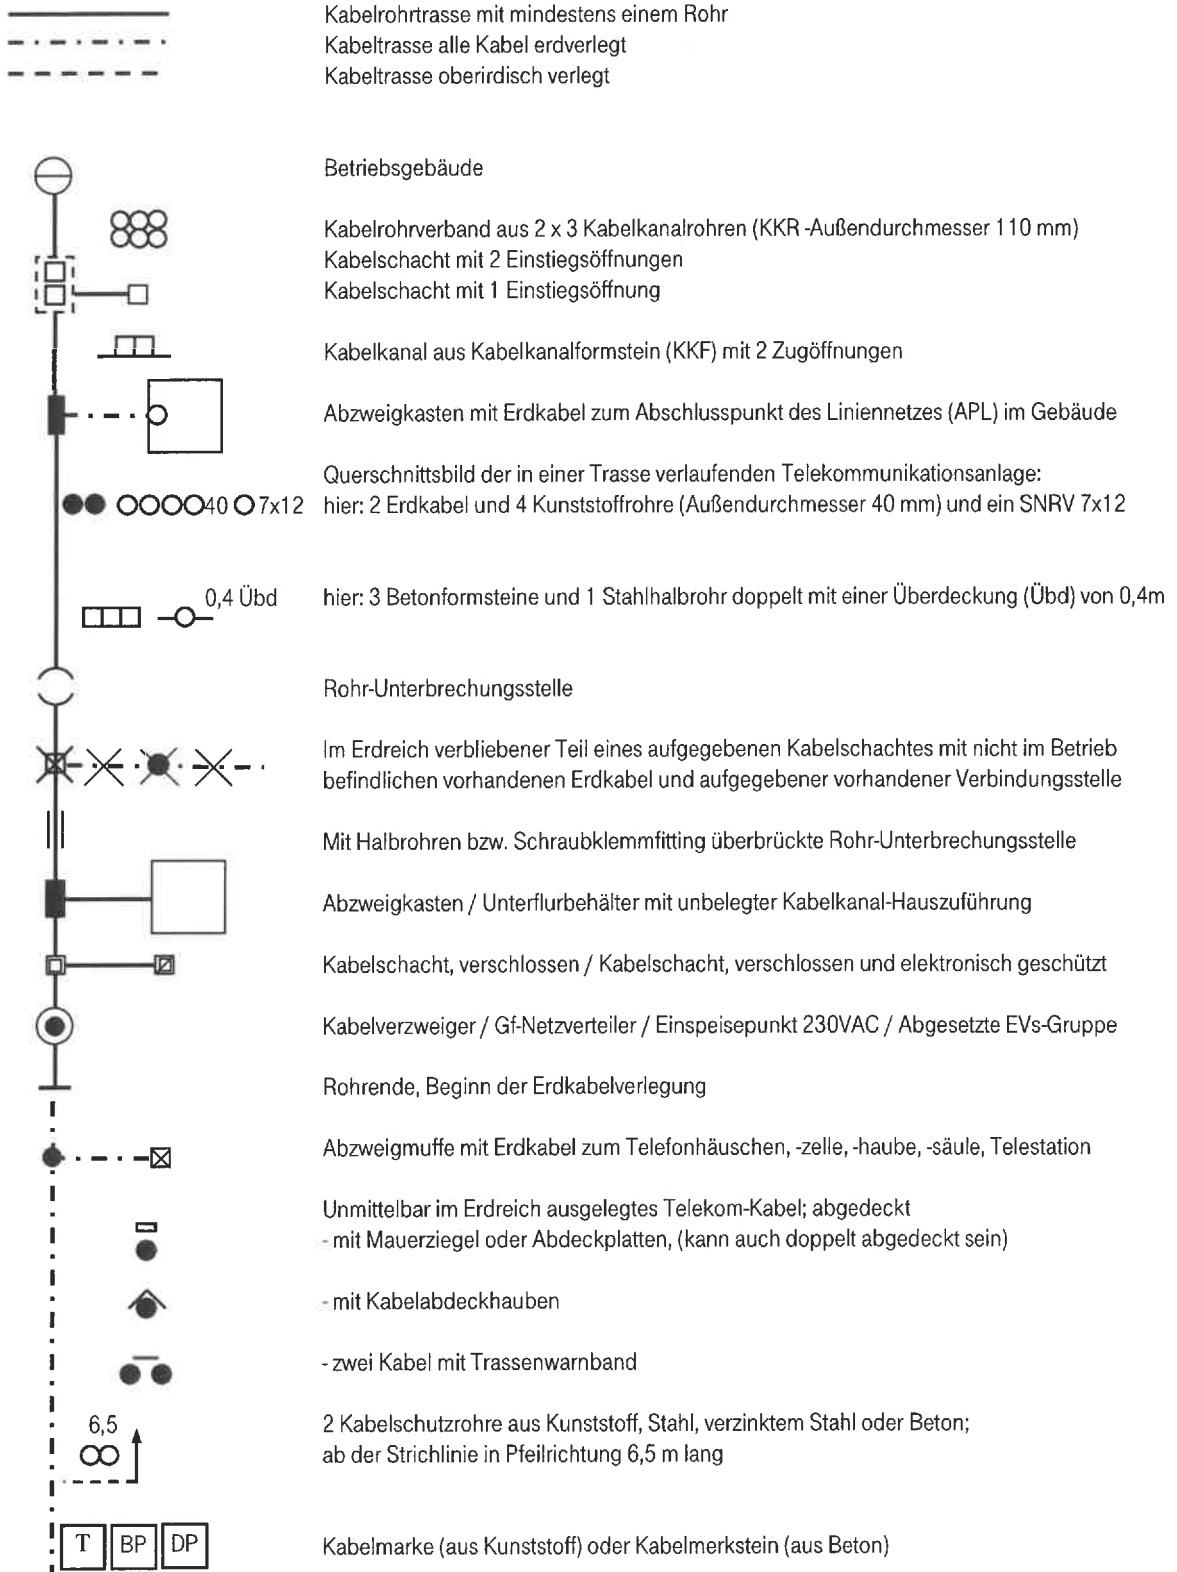 Kabelrohrtrasse mit mindestens einem Rohr
Kabeltrasse alle Kabel erdverlegt
Kabeltrasse oberirdisch verlegt
Betriebsgebäude
Kabelrohrverband aus 2 x 3 Kabelkanalrohren (KKR -Außendurchmesser 110 mm)
Kabelschacht mit 2 Einstiegsöffnungen
Kabelschacht mit 1 Einstiegsöffnung
Kabelkanal aus Kabelkanalformstein (KKF) mit 2 Zugöffnungen
Abzweigkasten mit Erdkabel zum Abschlusspunkt des Liniennetzes (APL) im Gebäude
Querschnittsbild der in einer Trasse verlaufenden Telekommunikationsanlage:
40 7x12 hier: 2 Erdkabel und 4 Kunststoffrohre (Außendurchmesser 40 mm) und ein SNRV 7x12
0,4 Übd hier: 3 Betonformsteine und 1 Stahlhalbrohr doppelt mit einer Überdeckung (Übd) von 0,4m
Rohr-Unterbrechungsstelle
Im Erdreich verbliebener Teil eines aufgegebenen Kabelschachtes mit nicht im Betrieb
befindlichen vorhandenen Erdkabel und aufgegebener vorhandener Verbindungsstelle
Mit Halbrohren bzw. Schraubklemmfitting überbrückte Rohr-Unterbrechungsstelle
Abzweigkasten / Unterflurbehälter mit unbelegter Kabelkanal-Hauszuführung
Kabelschacht, verschlossen / Kabelschacht, verschlossen und elektronisch geschützt
Kabelverzweiger / Gf-Netzverteiler / Einspeisepunkt 230VAC / Abgesetzte EVs-Gruppe
Rohrende, Beginn der Erdkabelverlegung
Abzweigmuffe mit Erdkabel zum Telefonhäuschen, -zelle, -haube, -säule, Telestation
Unmittelbar im Erdreich ausgelegtes Telekom-Kabel; abgedeckt
- mit Mauerziegel oder Abdeckplatten, (kann auch doppelt abgedeckt sein)
- mit Kabelabdeckhauben
- zwei Kabel mit Trassenwarnband
6,5 2 Kabelschutzrohre aus Kunststoff, Stahl, verzinktem Stahl oder Beton;
ab der Strichlinie in Pfeilrichtung 6,5 m lang
T BP DP Kabelmarke (aus Kunststoff) oder Kabelmerkstein (aus Beton)